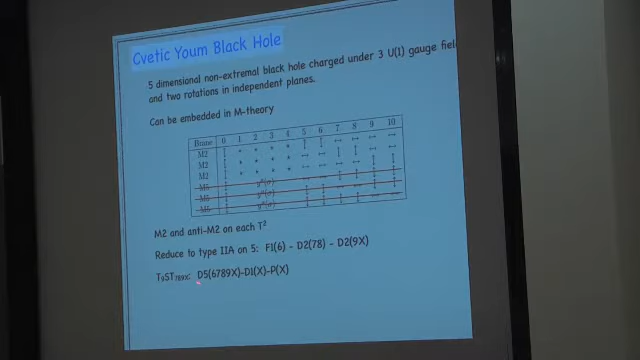 Cvetic Youm Black Hole
5 dimensional non-extremal black hole charged under 3 U(1) gauge fiel
and two rotations in independent planes.
Can be embedded in M-theory
Brane 0 1 2 3 4 5 6 7 8 9 10
M2 ↕ • • • • ↕ ↕ ↔ ↔ ↔ ↔
M2 ↕ • • • • ↔ ↔ ↕ ↕ ↔ ↔
M2 ↕ • • • • ↔ ↔ ↔ ↔ ↕ ↕
M5 ↕
M5 ↕
M5 ↕
M2 and anti-M2 on each T²
Reduce to type IIA on 5: F1(6) - D2(78) - D2(9X)
T₉ST₇₈₉ₓ: D5(6789X)-D1(X)-P(X)